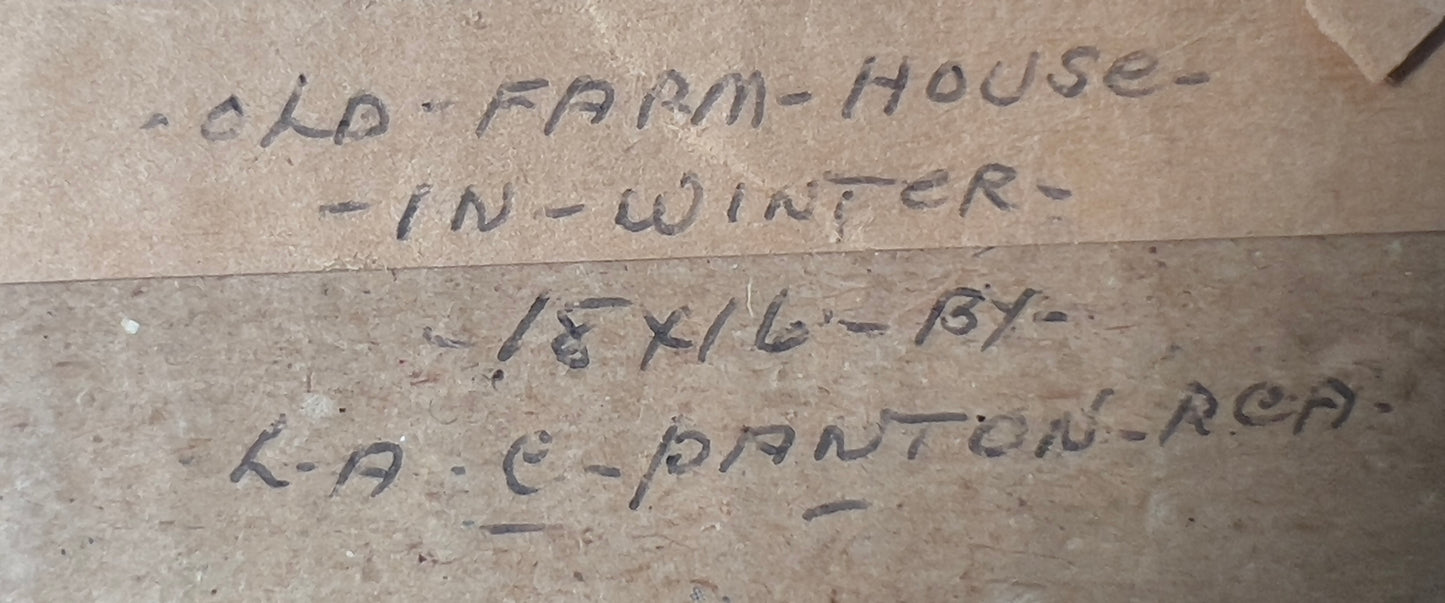 ·OLD-FARM-HOUSe-
-IN-WINTeR-
-18X16-BY-
L-A-C-PANTON-RCA-